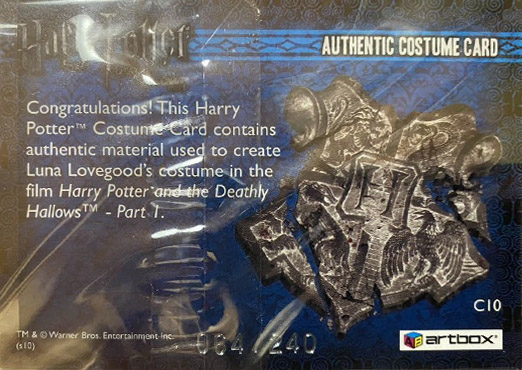 Harry Potter
AUTHENTIC COSTUME CARD
Congratulations! This Harry
Potter™ Costume Card contains
authentic material used to create
Luna Lovegood's costume in the
film Harry Potter and the Deathly
Hallows™ - Part 1.
H
C10
TM & © Warner Bros. Entertainment Inc.
(s10)
064/240
AB artbox